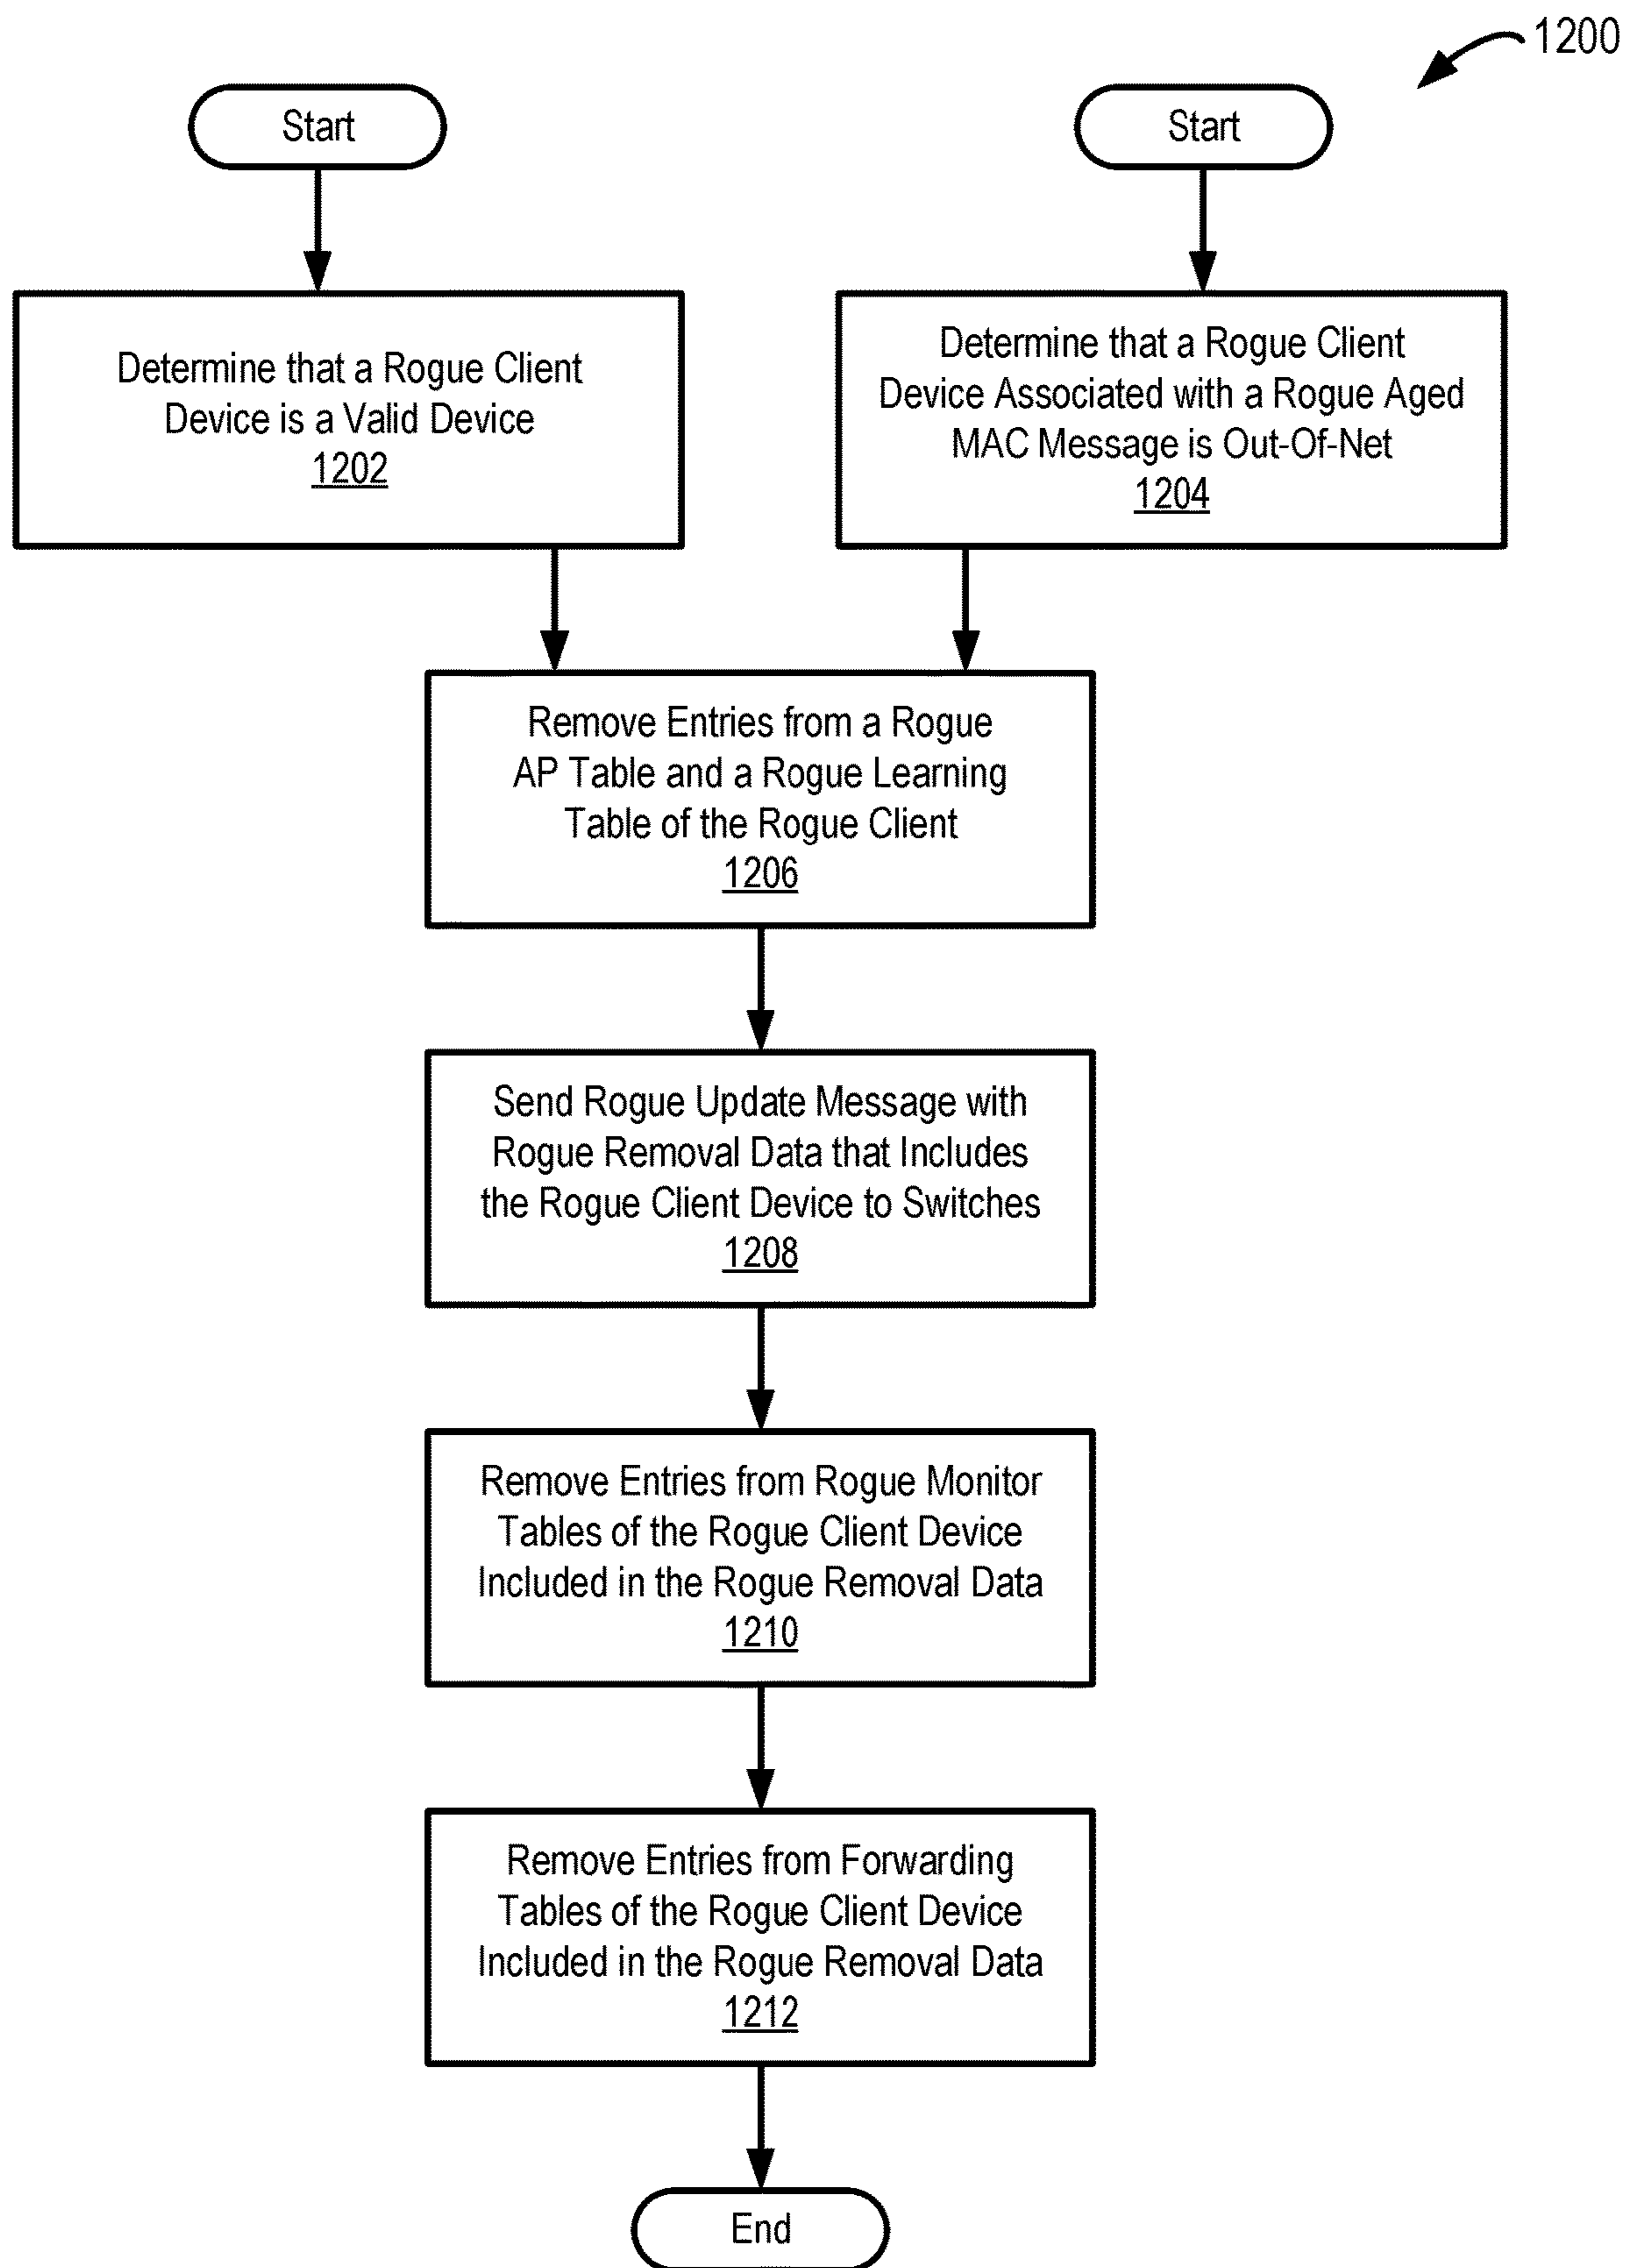 1200
Start
Start
Determine that a Rogue Client
Device is a Valid Device
1202
Determine that a Rogue Client
Device Associated with a Rogue Aged
MAC Message is Out-Of-Net
1204
Remove Entries from a Rogue
AP Table and a Rogue Learning
Table of the Rogue Client
1206
Send Rogue Update Message with
Rogue Removal Data that Includes
the Rogue Client Device to Switches
1208
Remove Entries from Rogue Monitor
Tables of the Rogue Client Device
Included in the Rogue Removal Data
1210
Remove Entries from Forwarding
Tables of the Rogue Client Device
Included in the Rogue Removal Data
1212
End